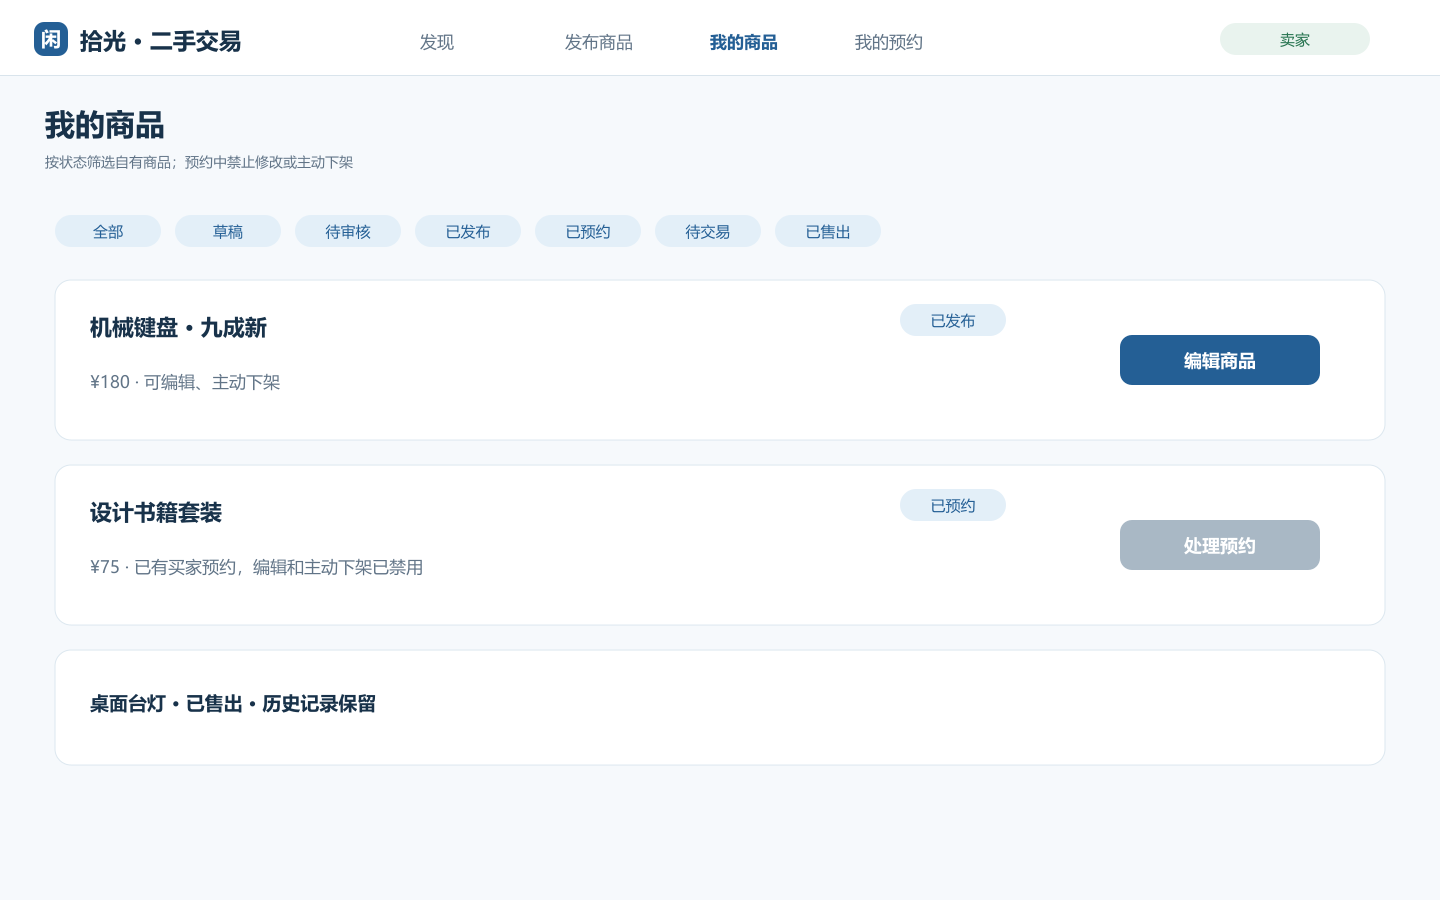 闲 拾光・二手交易 发现 发布商品 我的商品 我的预约 卖家
我的商品
按状态筛选自有商品；预约中禁止修改或主动下架
全部 草稿 待审核 已发布 已预约 待交易 已售出
机械键盘・九成新 已发布
编辑商品
¥180 · 可编辑、主动下架
设计书籍套装 已预约
处理预约
¥75 · 已有买家预约，编辑和主动下架已禁用
桌面台灯・已售出・历史记录保留